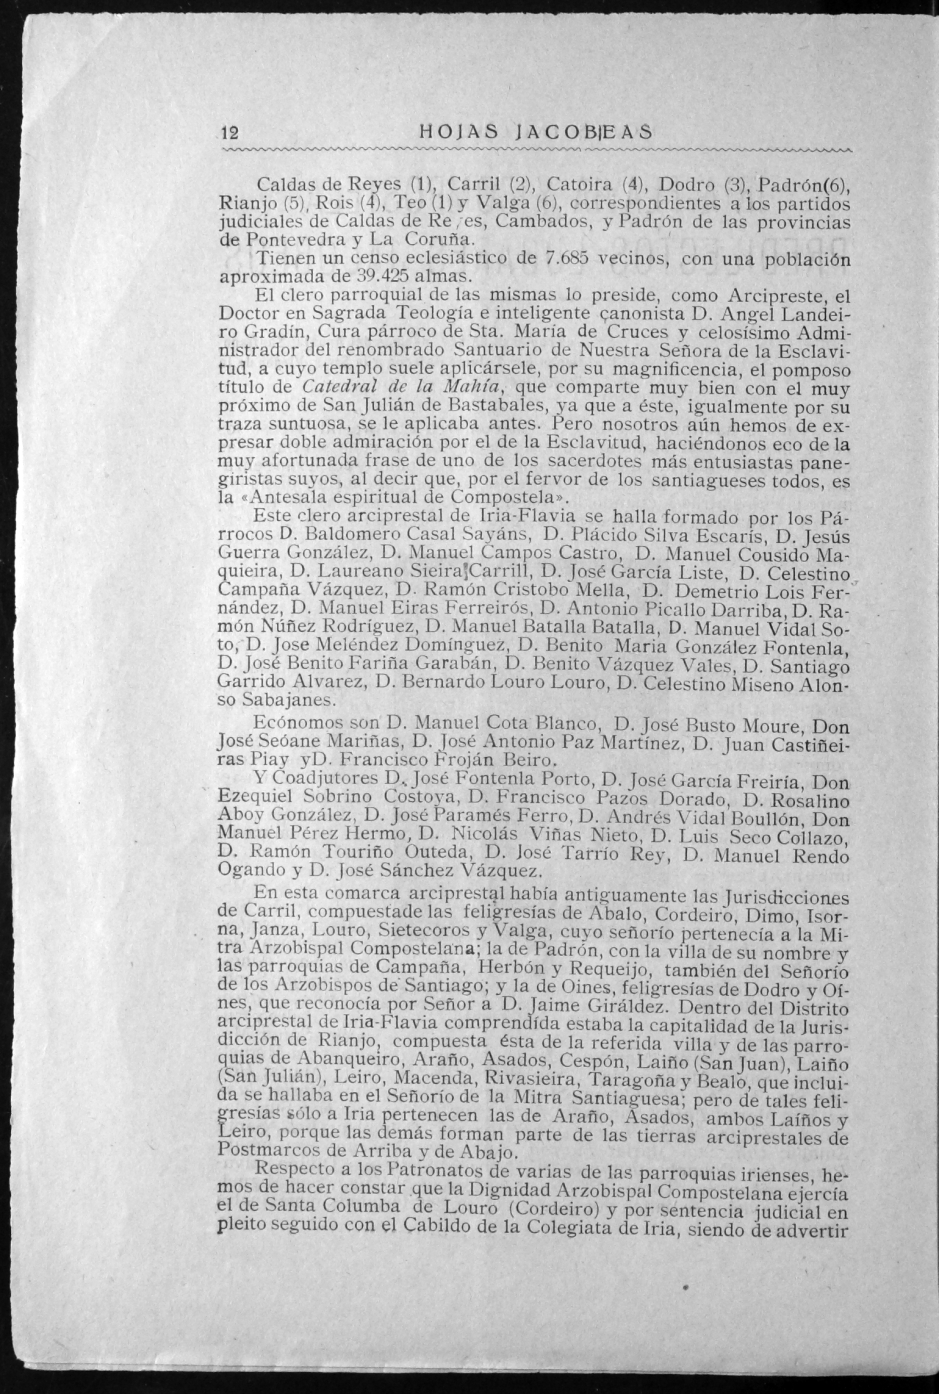 12 HOJAS JACOBEAS
Caldas de Reyes (1), Carril (2), Catoira (4), Dodro (3), Padrón(6),
Rianjo (5), Rois (4), Teo (1) y Valga (6), correspondientes a los partidos
judiciales de Caldas de Re es, Cambados, y Padrón de las provincias
de Pontevedra y La Coruña.
Tienen un censo eclesiástico de 7.685 vecinos, con una población
aproximada de 39.425 almas.
El clero parroquial de las mismas lo preside, como Arcipreste, el
Doctor en Sagrada Teología e inteligente canonista D. Angel Landei-
ro Gradín, Cura párroco de Sta. María de Cruces y celosísimo Admi-
nistrador del renombrado Santuario de Nuestra Señora de la Esclavi-
tud, a cuyo templo suele aplicársele, por su magnificencia, el pomposo
título de Catedral de la Mahía, que comparte muy bien con el muy
próximo de San Julián de Bastabales, ya que a éste, igualmente por su
traza suntuosa, se le aplicaba antes. Pero nosotros aún hemos de ex-
presar doble admiración por el de la Esclavitud, haciéndonos eco de la
muy afortunada frase de uno de los sacerdotes más entusiastas pane-
giristas suyos, al decir que, por el fervor de los santiagueses todos, es
la «Antesala espiritual de Compostela».
Este clero arciprestal de Iria-Flavia se halla formado por los Pá-
rrocos D. Baldomero Casal Sayáns, D. Plácido Silva Escarís, D. Jesús
Guerra González, D. Manuel Campos Castro, D. Manuel Cousido Ma-
quieira, D. Laureano Sieira Carrill, D. José García Liste, D. Celestino
Campaña Vázquez, D. Ramón Cristobo Mella, D. Demetrio Lois Fer-
nández, D. Manuel Eiras Ferreirós, D. Antonio Picallo Darriba, D. Ra-
món Núñez Rodríguez, D. Manuel Batalla Batalla, D. Manuel Vidal So-
to, D. Jose Meléndez Domínguez, D. Benito Maria González Fontenla,
D. José Benito Fariña Garabán, D. Benito Vázquez Vales, D. Santiago
Garrido Alvarez, D. Bernardo Louro Louro, D. Celestino Miseno Alon-
so Sabajanes.
Ecónomos son D. Manuel Cota Blanco, D. José Busto Moure, Don
José Seóane Mariñas, D. José Antonio Paz Martínez, D. Juan Castiñei-
ras Piay yD. Francisco Froján Beiro.
Y Coadjutores D. José Fontenla Porto, D. José García Freiría, Don
Ezequiel Sobrino Costoya, D. Francisco Pazos Dorado, D. Rosalino
Aboy González, D. José Paramés Ferro, D. Andrés Vidal Boullón, Don
Manuel Pérez Hermo, D. Nicolás Viñas Nieto, D. Luis Seco Collazo,
D. Ramón Touriño Outeda, D. José Tarrío Rey, D. Manuel Rendo
Ogando y D. José Sánchez Vázquez.
En esta comarca arciprestal había antiguamente las Jurisdicciones
de Carril, compuestade las feligresías de Abalo, Cordeiro, Dimo, Isor-
na, Janza, Louro, Sietecoros y Valga, cuyo señorío pertenecía a la Mi-
tra Arzobispal Compostelana; la de Padrón, con la villa de su nombre y
las parroquias de Campaña, Herbón y Requeijo, también del Señorío
de los Arzobispos de Santiago; y la de Oines, feligresías de Dodro y Oí-
nes, que reconocía por Señor a D. Jaime Giráldez. Dentro del Distrito
arciprestal de Iria-Flavia comprendida estaba la capitalidad de la Juris-
dicción de Rianjo, compuesta ésta de la referida villa y de las parro-
quias de Abanqueiro, Araño, Asados, Cespón, Laiño (San Juan), Laiño
(San Julián), Leiro, Macenda, Rivasieira, Taragoña y Bealo, que inclui-
da se hallaba en el Señorío de la Mitra Santiaguesa; pero de tales feli-
gresías sólo a Iria pertenecen las de Araño, Asados, ambos Laíños y
Leiro, porque las demás forman parte de las tierras arciprestales de
Postmarcos de Arriba y de Abajo.
Respecto a los Patronatos de varias de las parroquias irienses, he-
mos de hacer constar que la Dignidad Arzobispal Compostelana ejercía
el de Santa Columba de Louro (Cordeiro) y por sentencia judicial en
pleito seguido con el Cabildo de la Colegiata de Iria, siendo de advertir